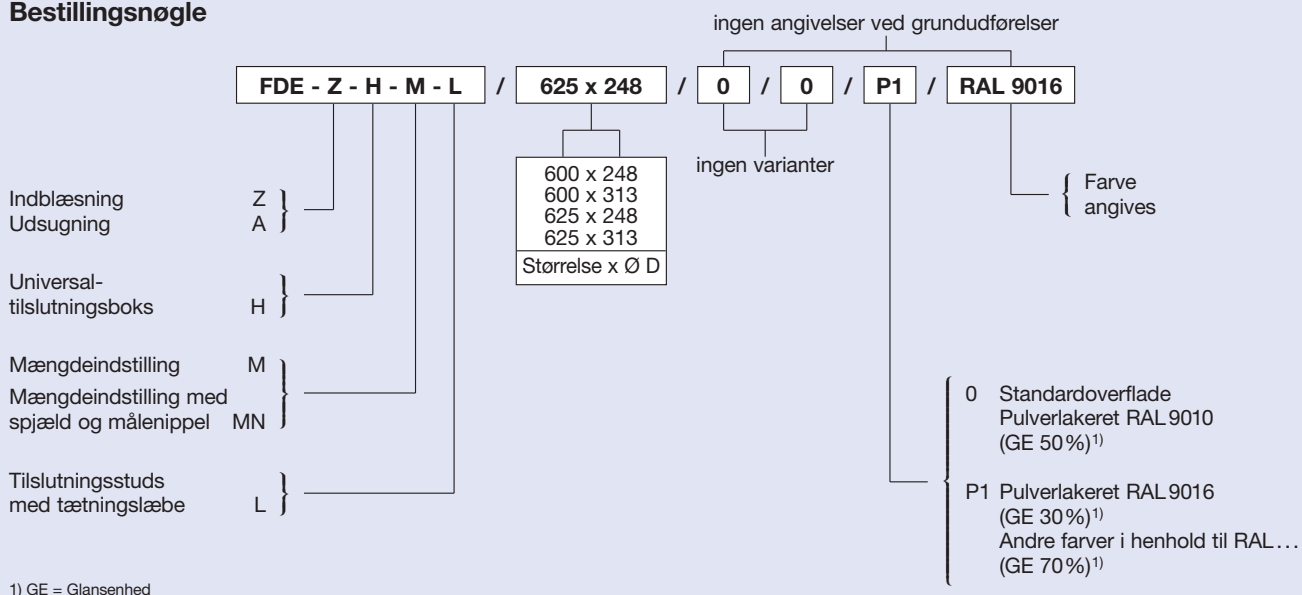 Bestillingsnøgle
ingen angivelser ved grundudførelser
FDE - Z - H - M - L / 625 x 248 / 0 / 0 / P1 / RAL 9016
600 x 248
600 x 313
625 x 248
625 x 313
Størrelse x Ø D
ingen varianter
Farve
angives
Indblæsning Z
Udsugning A
Universal-
tilslutningsboks H
Mængdeindstilling M
Mængdeindstilling med
spjæld og målenippel MN
Tilslutningsstuds
med tætningslæbe L
0 Standardoverflade
Pulverlakeret RAL 9010
(GE 50 %)1)
P1 Pulverlakeret RAL 9016
(GE 30 %)1)
Andre farver i henhold til RAL...
(GE 70 %)1)
1) GE = Glansenhed